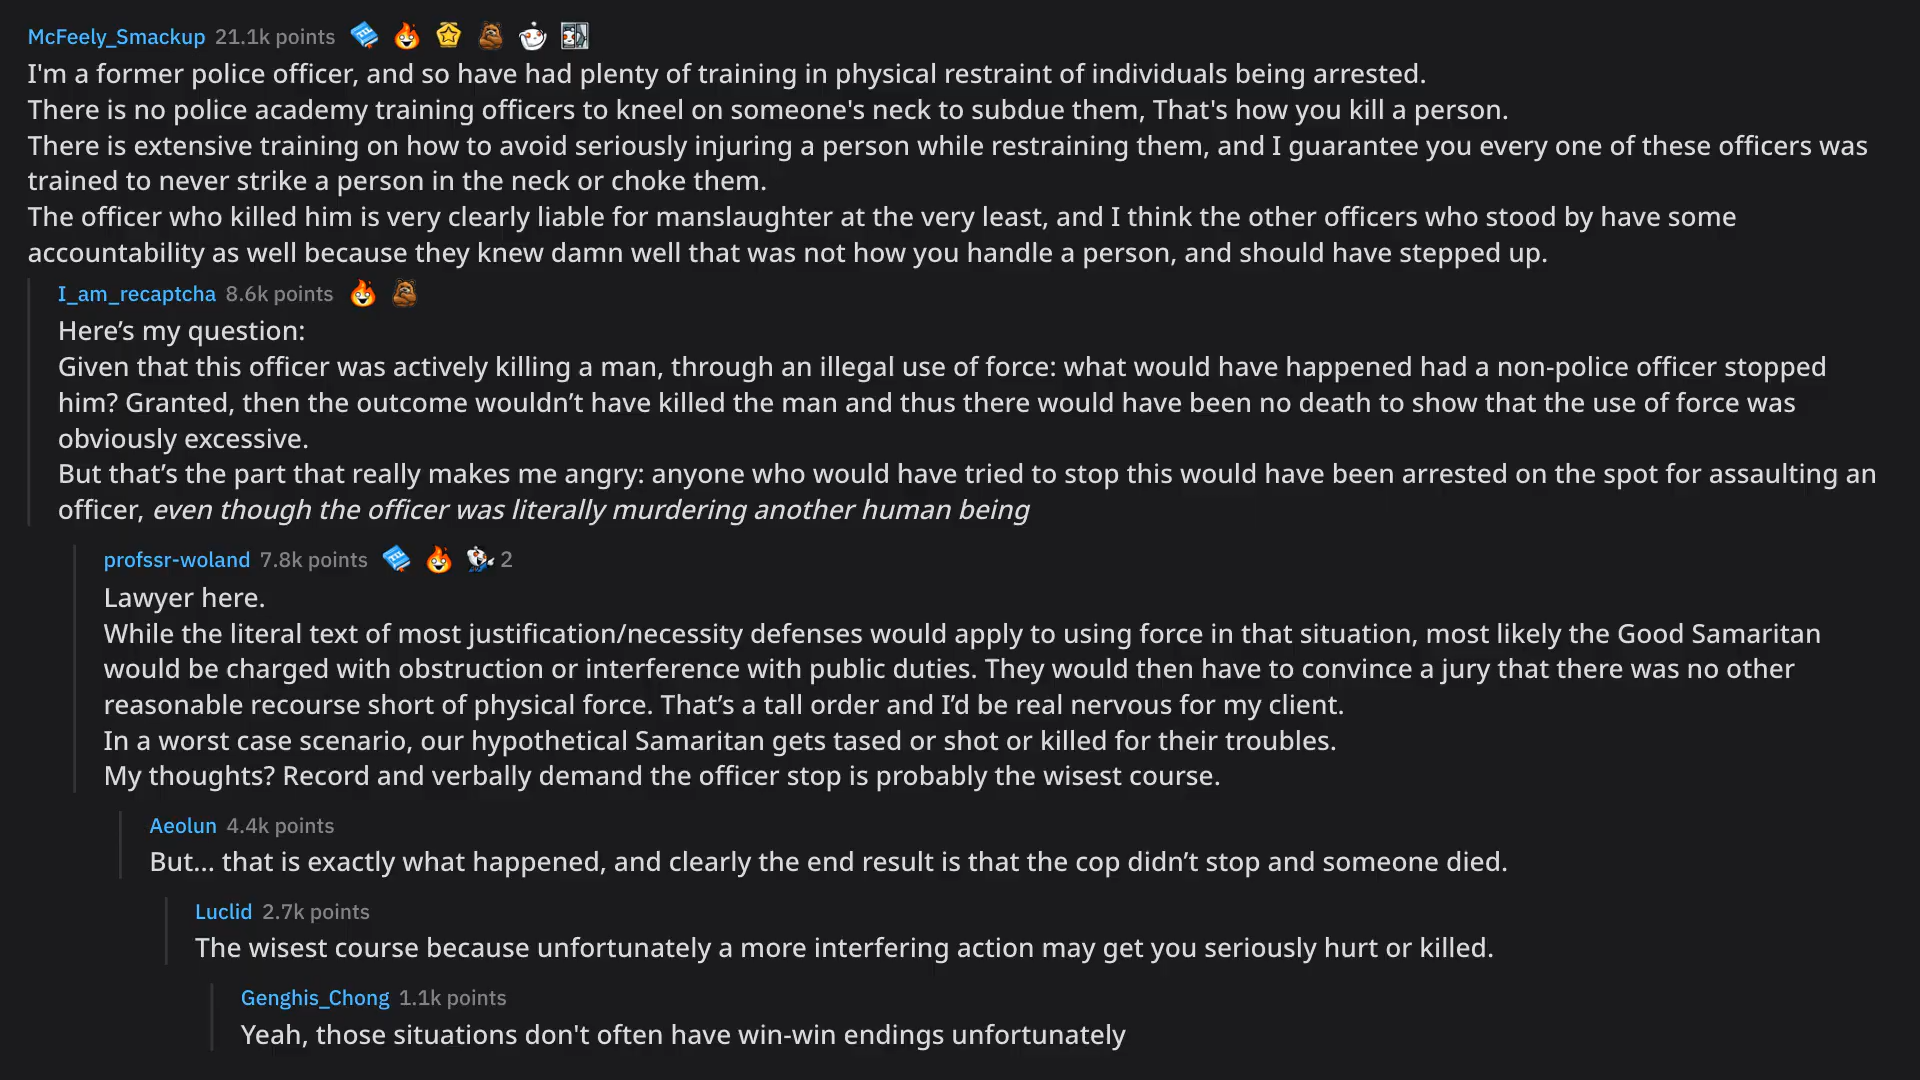 McFeely_Smackup 21.1k points
I'm a former police officer, and so have had plenty of training in physical restraint of individuals being arrested.
There is no police academy training officers to kneel on someone's neck to subdue them, That's how you kill a person.
There is extensive training on how to avoid seriously injuring a person while restraining them, and I guarantee you every one of these officers was
trained to never strike a person in the neck or choke them.
The officer who killed him is very clearly liable for manslaughter at the very least, and I think the other officers who stood by have some
accountability as well because they knew damn well that was not how you handle a person, and should have stepped up.
I_am_recaptcha 8.6k points
Here’s my question:
Given that this officer was actively killing a man, through an illegal use of force: what would have happened had a non-police officer stopped
him? Granted, then the outcome wouldn’t have killed the man and thus there would have been no death to show that the use of force was
obviously excessive.
But that’s the part that really makes me angry: anyone who would have tried to stop this would have been arrested on the spot for assaulting an
officer, even though the officer was literally murdering another human being
profssr-woland 7.8k points 2
Lawyer here.
While the literal text of most justification/necessity defenses would apply to using force in that situation, most likely the Good Samaritan
would be charged with obstruction or interference with public duties. They would then have to convince a jury that there was no other
reasonable recourse short of physical force. That’s a tall order and I’d be real nervous for my client.
In a worst case scenario, our hypothetical Samaritan gets tased or shot or killed for their troubles.
My thoughts? Record and verbally demand the officer stop is probably the wisest course.
Aeolun 4.4k points
But... that is exactly what happened, and clearly the end result is that the cop didn’t stop and someone died.
Luclid 2.7k points
The wisest course because unfortunately a more interfering action may get you seriously hurt or killed.
Genghis_Chong 1.1k points
Yeah, those situations don't often have win-win endings unfortunately